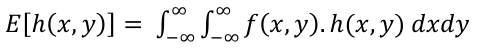 E[h(x,y)] = ∫_{-∞}^{∞} ∫_{-∞}^{∞} f(x,y).h(x,y) dxdy